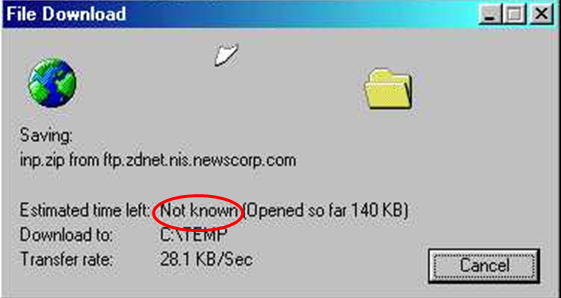 File Download
Saving:
inp.zip from ftp.zdnet.nis.newscorp.com
Estimated time left: Not known (Opened so far 140 KB)
Download to: C:\TEMP
Transfer rate: 28.1 KB/Sec
Cancel